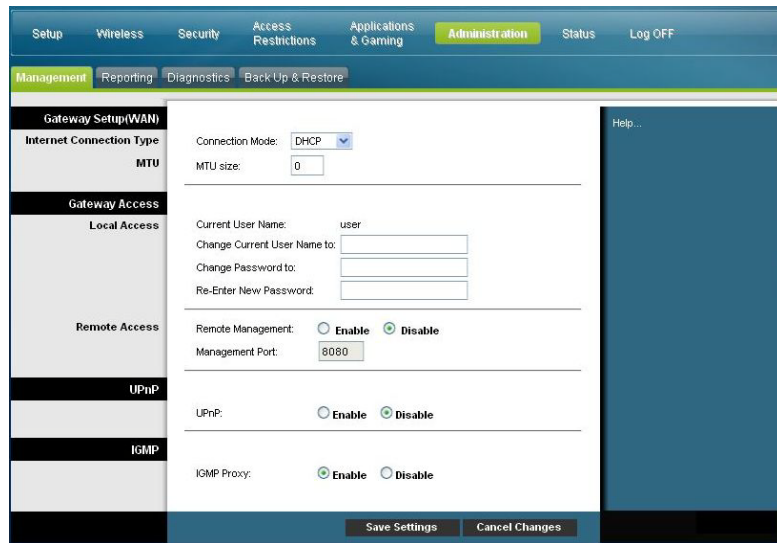 Setup Wireless Security Access Restrictions Applications & Gaming Administration Status Log OFF
Management Reporting Diagnostics Back Up & Restore
Gateway Setup(WAN)
Help...
Internet Connection Type Connection Mode: DHCP
MTU MTU size: 0
Gateway Access
Local Access Current User Name: user
Change Current User Name to:
Change Password to:
Re-Enter New Password:
Remote Access Remote Management: Enable Disable
Management Port: 8080
UPnP
UPnP: Enable Disable
IGMP
IGMP Proxy: Enable Disable
Save Settings Cancel Changes